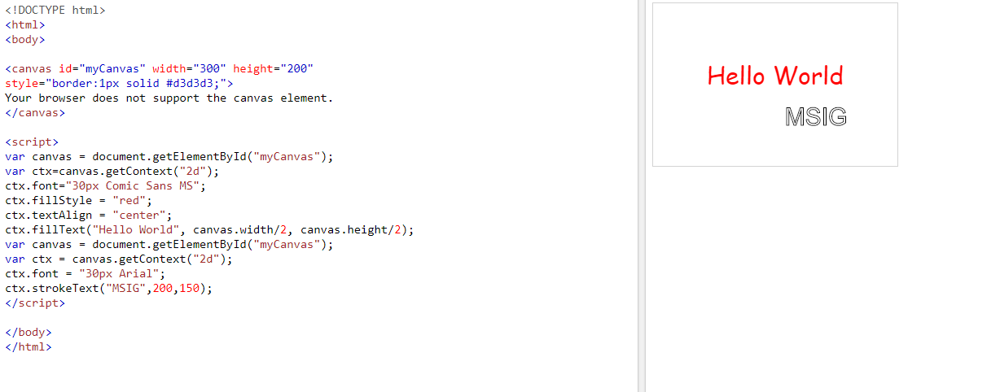 <!DOCTYPE html>
<html>
<body>

<canvas id="myCanvas" width="300" height="200"
style="border:1px solid #d3d3d3;">
Your browser does not support the canvas element.
</canvas>

<script>
var canvas = document.getElementById("myCanvas");
var ctx=canvas.getContext("2d");
ctx.font="30px Comic Sans MS";
ctx.fillStyle = "red";
ctx.textAlign = "center";
ctx.fillText("Hello World", canvas.width/2, canvas.height/2);
var canvas = document.getElementById("myCanvas");
var ctx = canvas.getContext("2d");
ctx.font = "30px Arial";
ctx.strokeText("MSIG",200,150);
</script>

</body>
</html>
Hello World
MSIG